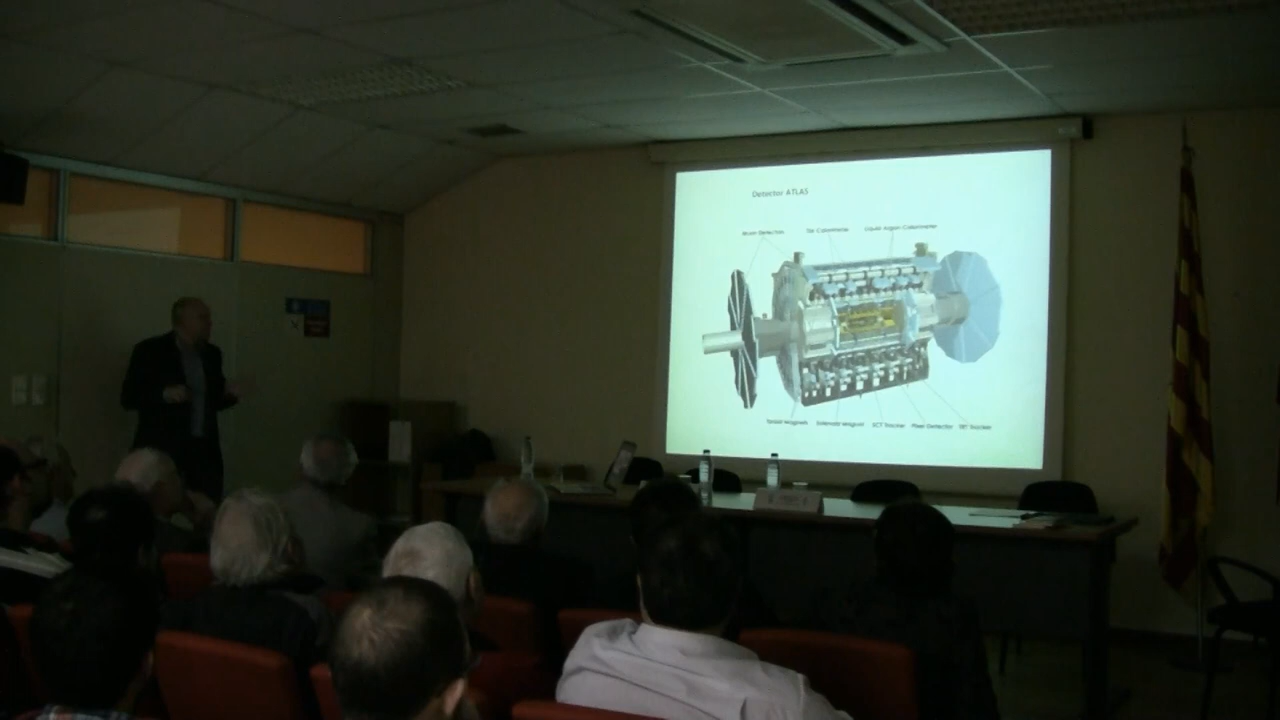 Detector ATLAS
Muon Detectors Tile Calorimeter Liquid Argon Calorimeter
Toroid Magnets Solenoid Magnet SCT Tracker Pixel Detector TRT Tracker